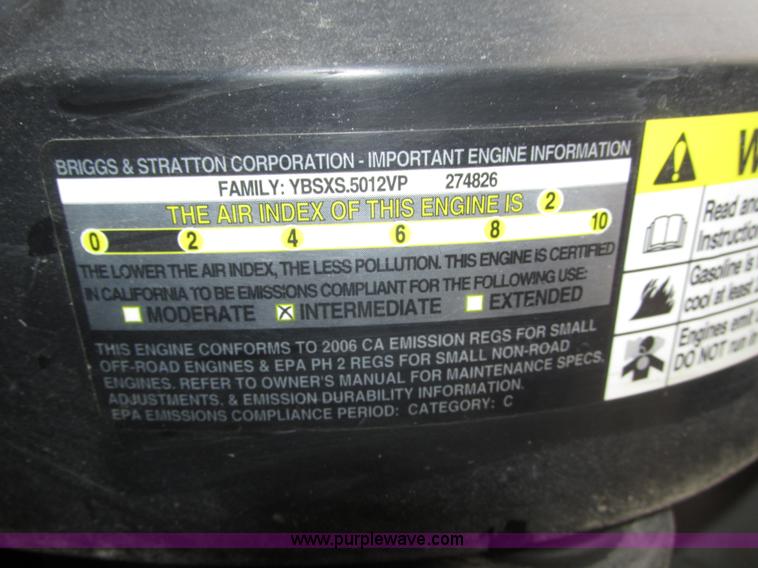 BRIGGS & STRATTON CORPORATION - IMPORTANT ENGINE INFORMATION
FAMILY: YBSXS.5012VP 274826
THE AIR INDEX OF THIS ENGINE IS 2
0 2 4 6 8 10
THE LOWER THE AIR INDEX, THE LESS POLLUTION. THIS ENGINE IS CERTIFIED
IN CALIFORNIA TO BE EMISSIONS COMPLIANT FOR THE FOLLOWING USE:
MODERATE INTERMEDIATE EXTENDED
THIS ENGINE CONFORMS TO 2006 CA EMISSION REGS FOR SMALL
OFF-ROAD ENGINES & EPA PH 2 REGS FOR SMALL NON-ROAD
ENGINES. REFER TO OWNER'S MANUAL FOR MAINTENANCE SPECS,
ADJUSTMENTS, & EMISSION DURABILITY INFORMATION.
EPA EMISSIONS COMPLIANCE PERIOD: CATEGORY: C
Read and
Instruction
Gasoline is
cool at least
Engines emit
DO NOT run in
www.purplewave.com